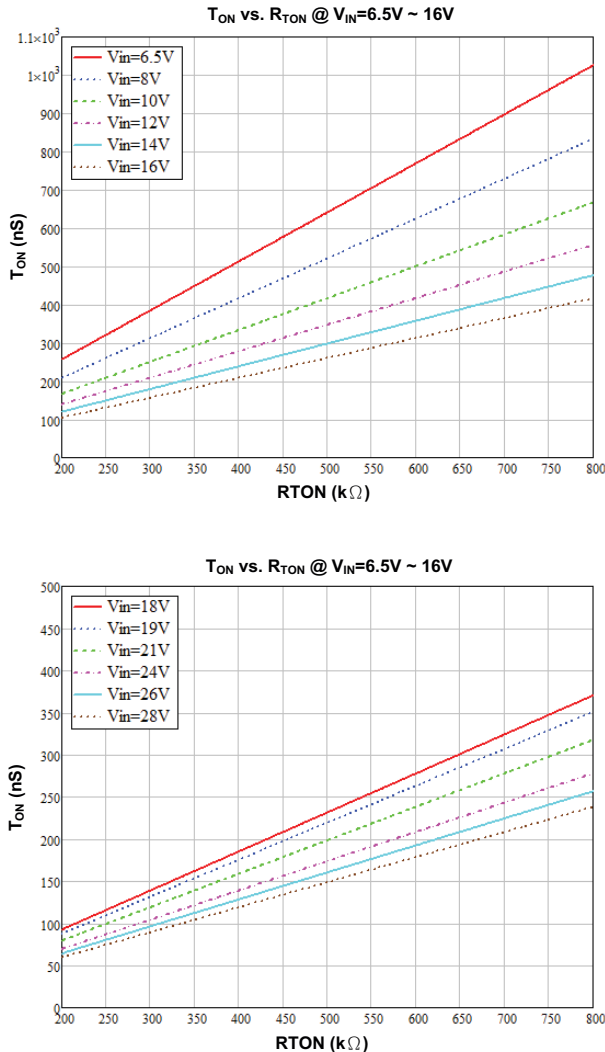 TON vs. RTON @ VIN=6.5V ~ 16V
1.1×10³
1×10³
900
800
700
600
500
400
300
200
100
0
TON (nS)
Vin=6.5V
Vin=8V
Vin=10V
Vin=12V
Vin=14V
Vin=16V
200 250 300 350 400 450 500 550 600 650 700 750 800
RTON (kΩ)
TON vs. RTON @ VIN=6.5V ~ 16V
500
450
400
350
300
250
200
150
100
50
0
TON (nS)
Vin=18V
Vin=19V
Vin=21V
Vin=24V
Vin=26V
Vin=28V
200 250 300 350 400 450 500 550 600 650 700 750 800
RTON (kΩ)